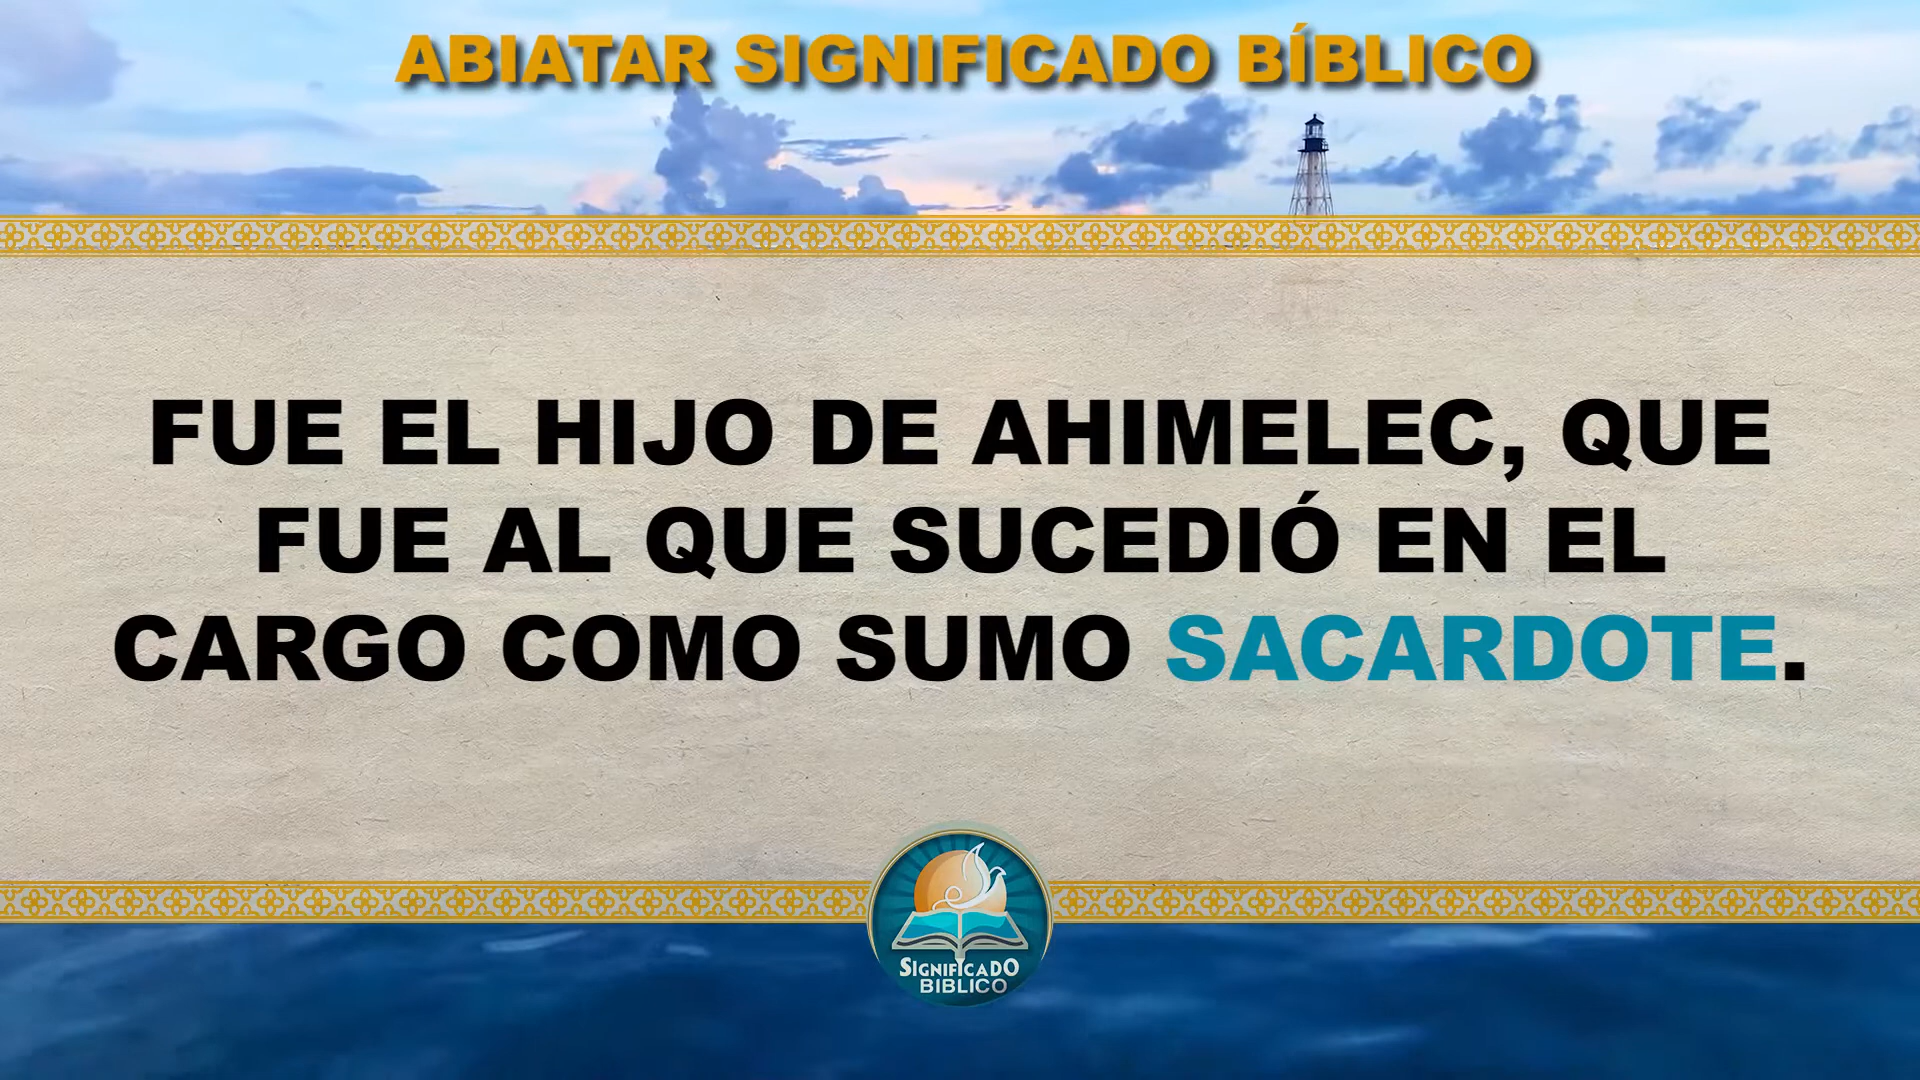 ABIATAR SIGNIFICADO BÍBLICO
FUE EL HIJO DE AHIMELEC, QUE
FUE AL QUE SUCEDIÓ EN EL
CARGO COMO SUMO SACARDOTE.
SIGNIFICADO
BIBLICO